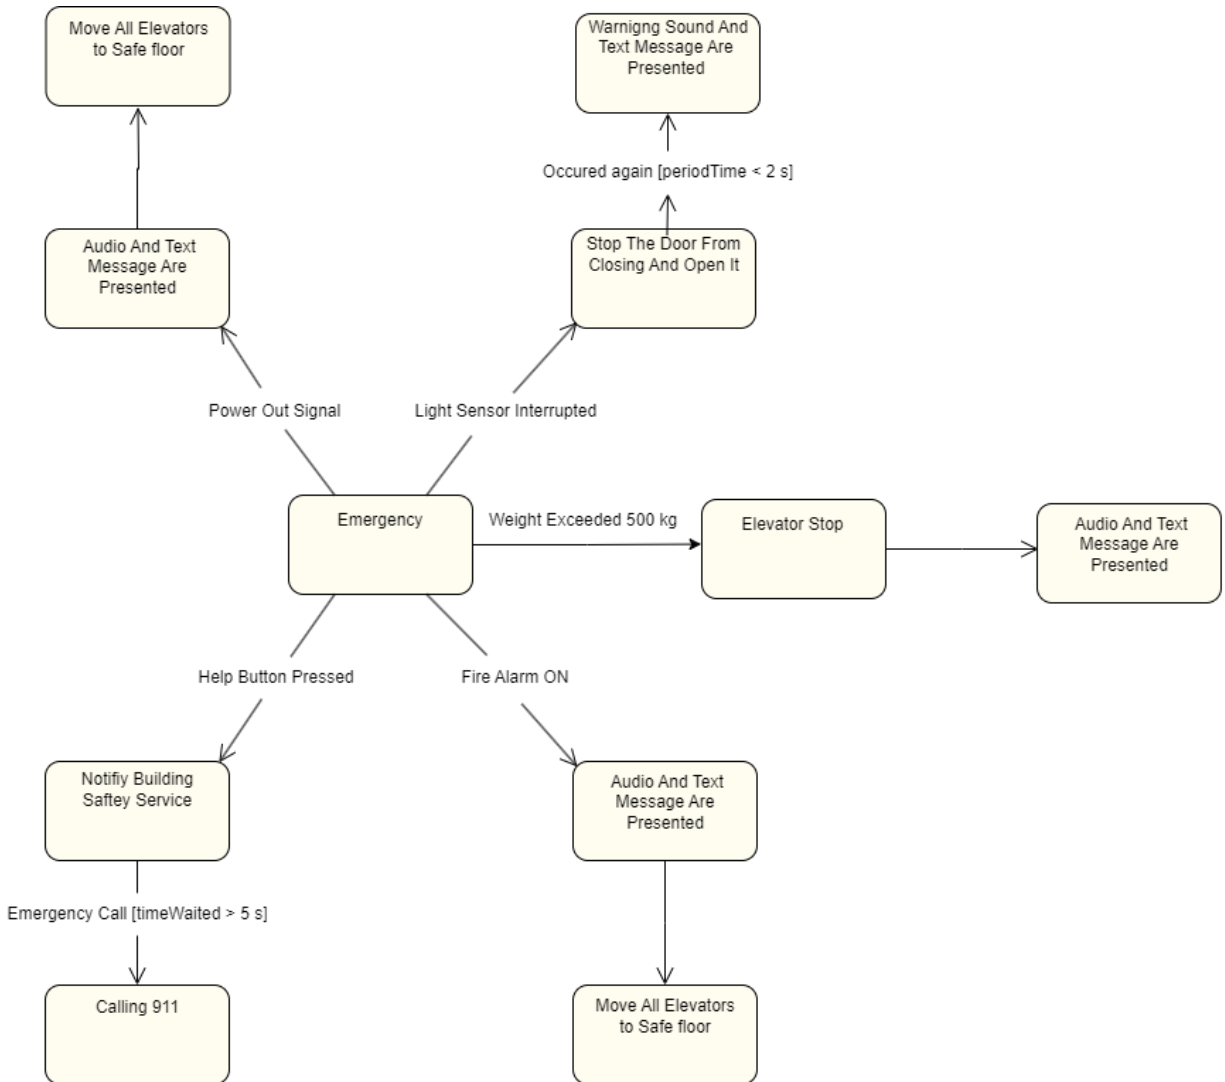 Move All Elevators
to Safe floor
Warnigng Sound And
Text Message Are
Presented
Occured again [periodTime < 2 s]
Audio And Text
Message Are
Presented
Stop The Door From
Closing And Open It
Power Out Signal
Light Sensor Interrupted
Emergency
Weight Exceeded 500 kg
Elevator Stop
Audio And Text
Message Are
Presented
Help Button Pressed
Fire Alarm ON
Notifiy Building
Saftey Service
Audio And Text
Message Are
Presented
Emergency Call [timeWaited > 5 s]
Calling 911
Move All Elevators
to Safe floor